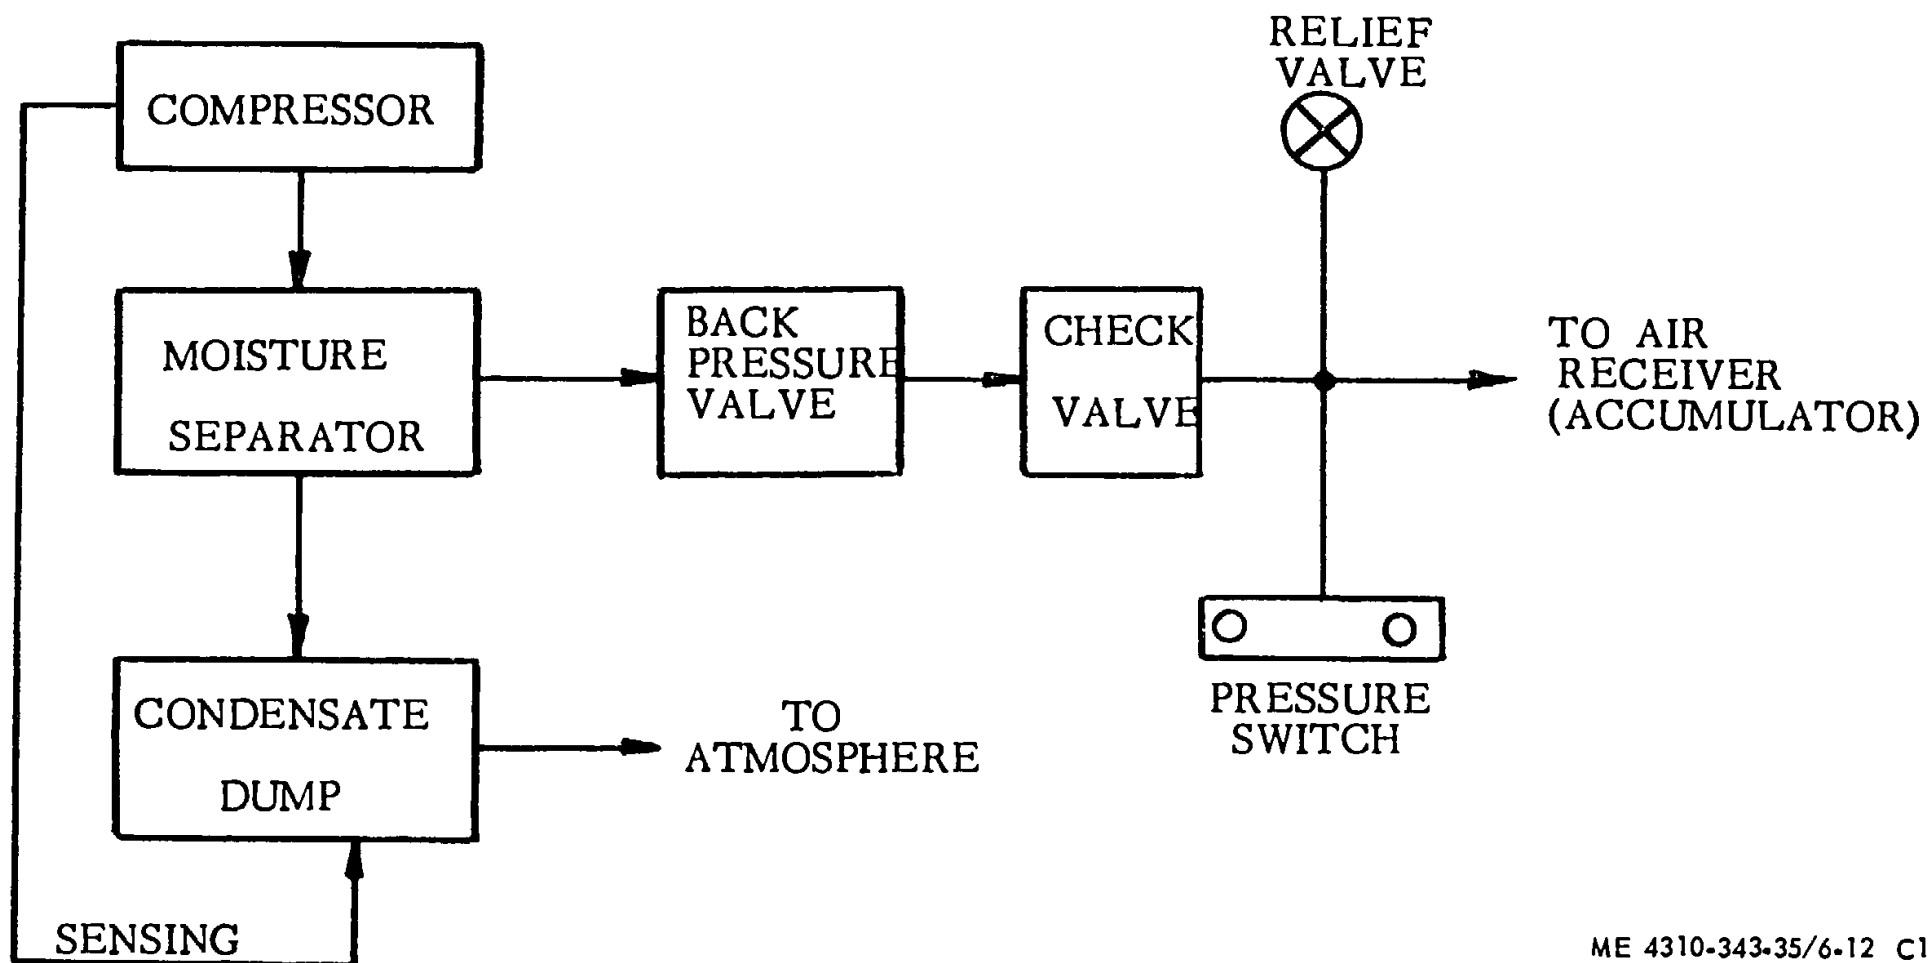 RELIEF
VALVE
COMPRESSOR
MOISTURE
SEPARATOR
BACK
PRESSURE
VALVE
CHECK
VALVE
TO AIR
RECEIVER
(ACCUMULATOR)
CONDENSATE
DUMP
TO
ATMOSPHERE
PRESSURE
SWITCH
SENSING
ME 4310-343-35/6-12 C1